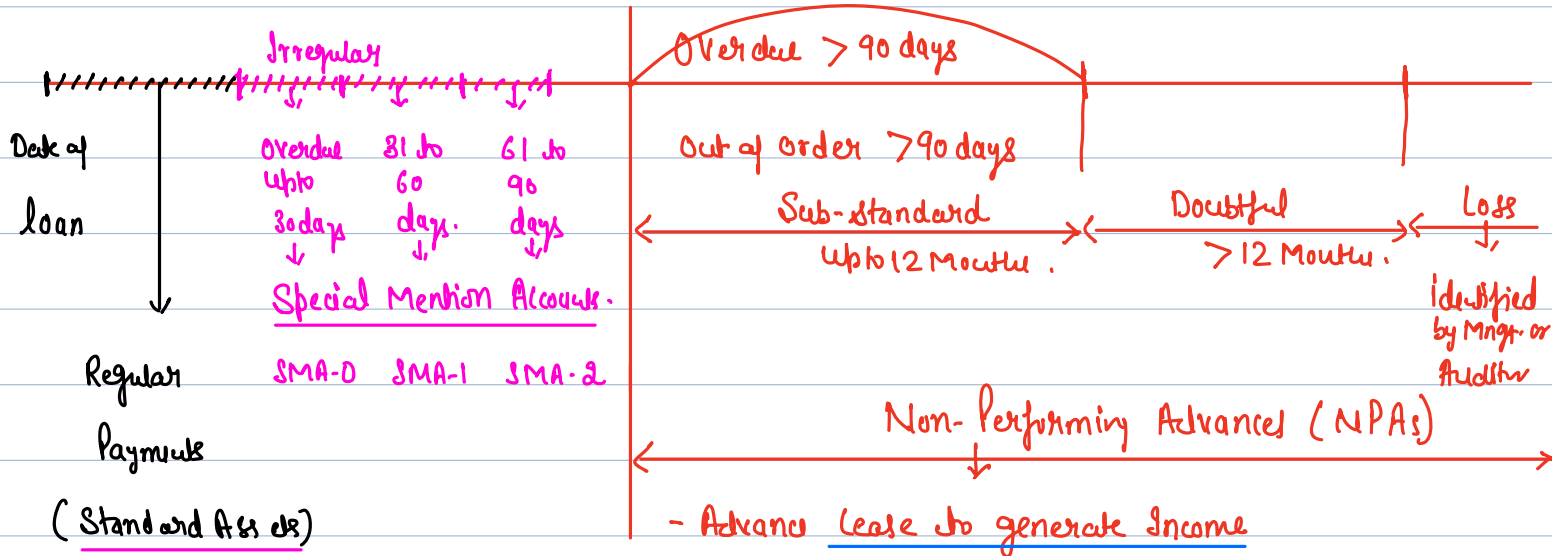 Irregular
Overdue > 90 days
Date of
loan
Overdue
upto
30 days
31 to
60
days.
61 to
90
days
Out of order >90 days
Sub-standard
upto 12 Months.
Doubtful
>12 Months.
Loss
identified
by Mngt. or
Auditor
Special Mention Accounts.
SMA-0 SMA-1 SMA-2
Regular
Payments
(Standard Assets)
Non-Performing Advances (NPAs)
- Advance cease to generate Income